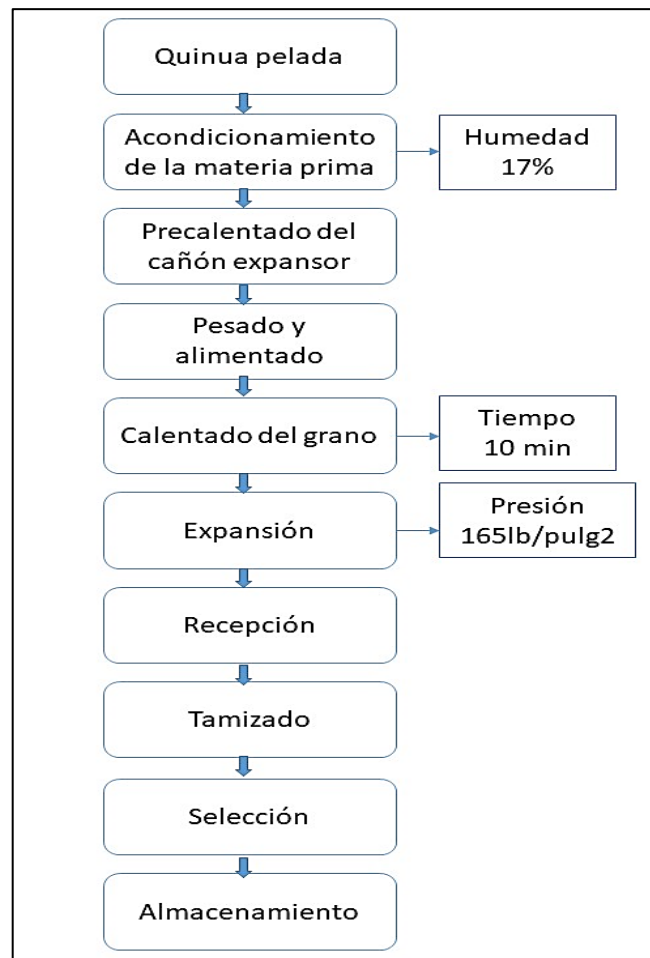 Quinua pelada
Acondicionamiento
de la materia prima
Humedad
17%
Precalentado del
cañón expansor
Pesado y
alimentado
Calentado del grano
Tiempo
10 min
Expansión
Presión
165lb/pulg2
Recepción
Tamizado
Selección
Almacenamiento